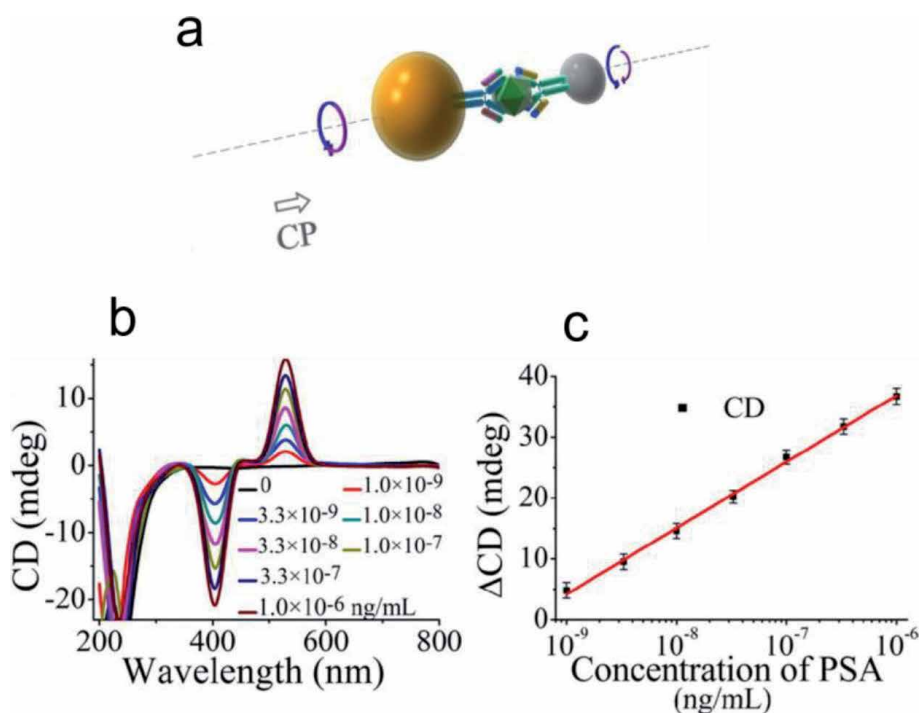 a
CP
b
10
0
-10
-20
CD (mdeg)
0 1.0×10⁻⁹
3.3×10⁻⁹ 1.0×10⁻⁸
3.3×10⁻⁸ 1.0×10⁻⁷
3.3×10⁻⁷
1.0×10⁻⁶ ng/mL
200 400 600 800
Wavelength (nm)
c
40
30
20
10
0
ΔCD (mdeg)
CD
10⁻⁹ 10⁻⁸ 10⁻⁷ 10⁻⁶
Concentration of PSA
(ng/mL)